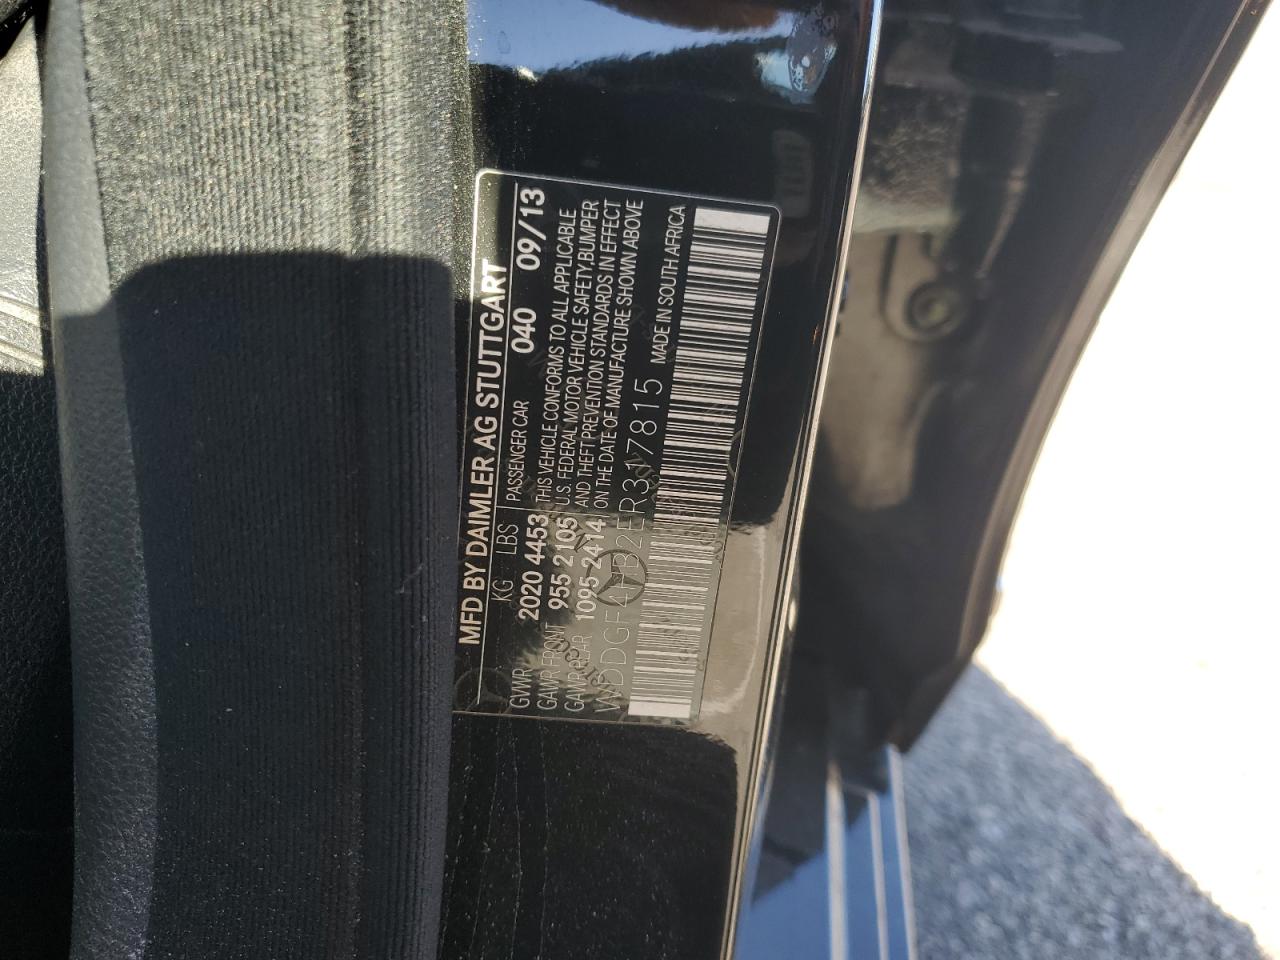 MFD BY DAIMLER AG STUTTGART
KG LBS PASSENGER CAR 040 09/13
GVWR 2020 4453 THIS VEHICLE CONFORMS TO ALL APPLICABLE
GAWR FRONT 955 2105 U.S. FEDERAL MOTOR VEHICLE SAFETY, BUMPER
GAWR REAR 1095 2414 AND THEFT PREVENTION STANDARDS IN EFFECT
ON THE DATE OF MANUFACTURE SHOWN ABOVE
WDDGF4HB2ER317815 MADE IN SOUTH AFRICA